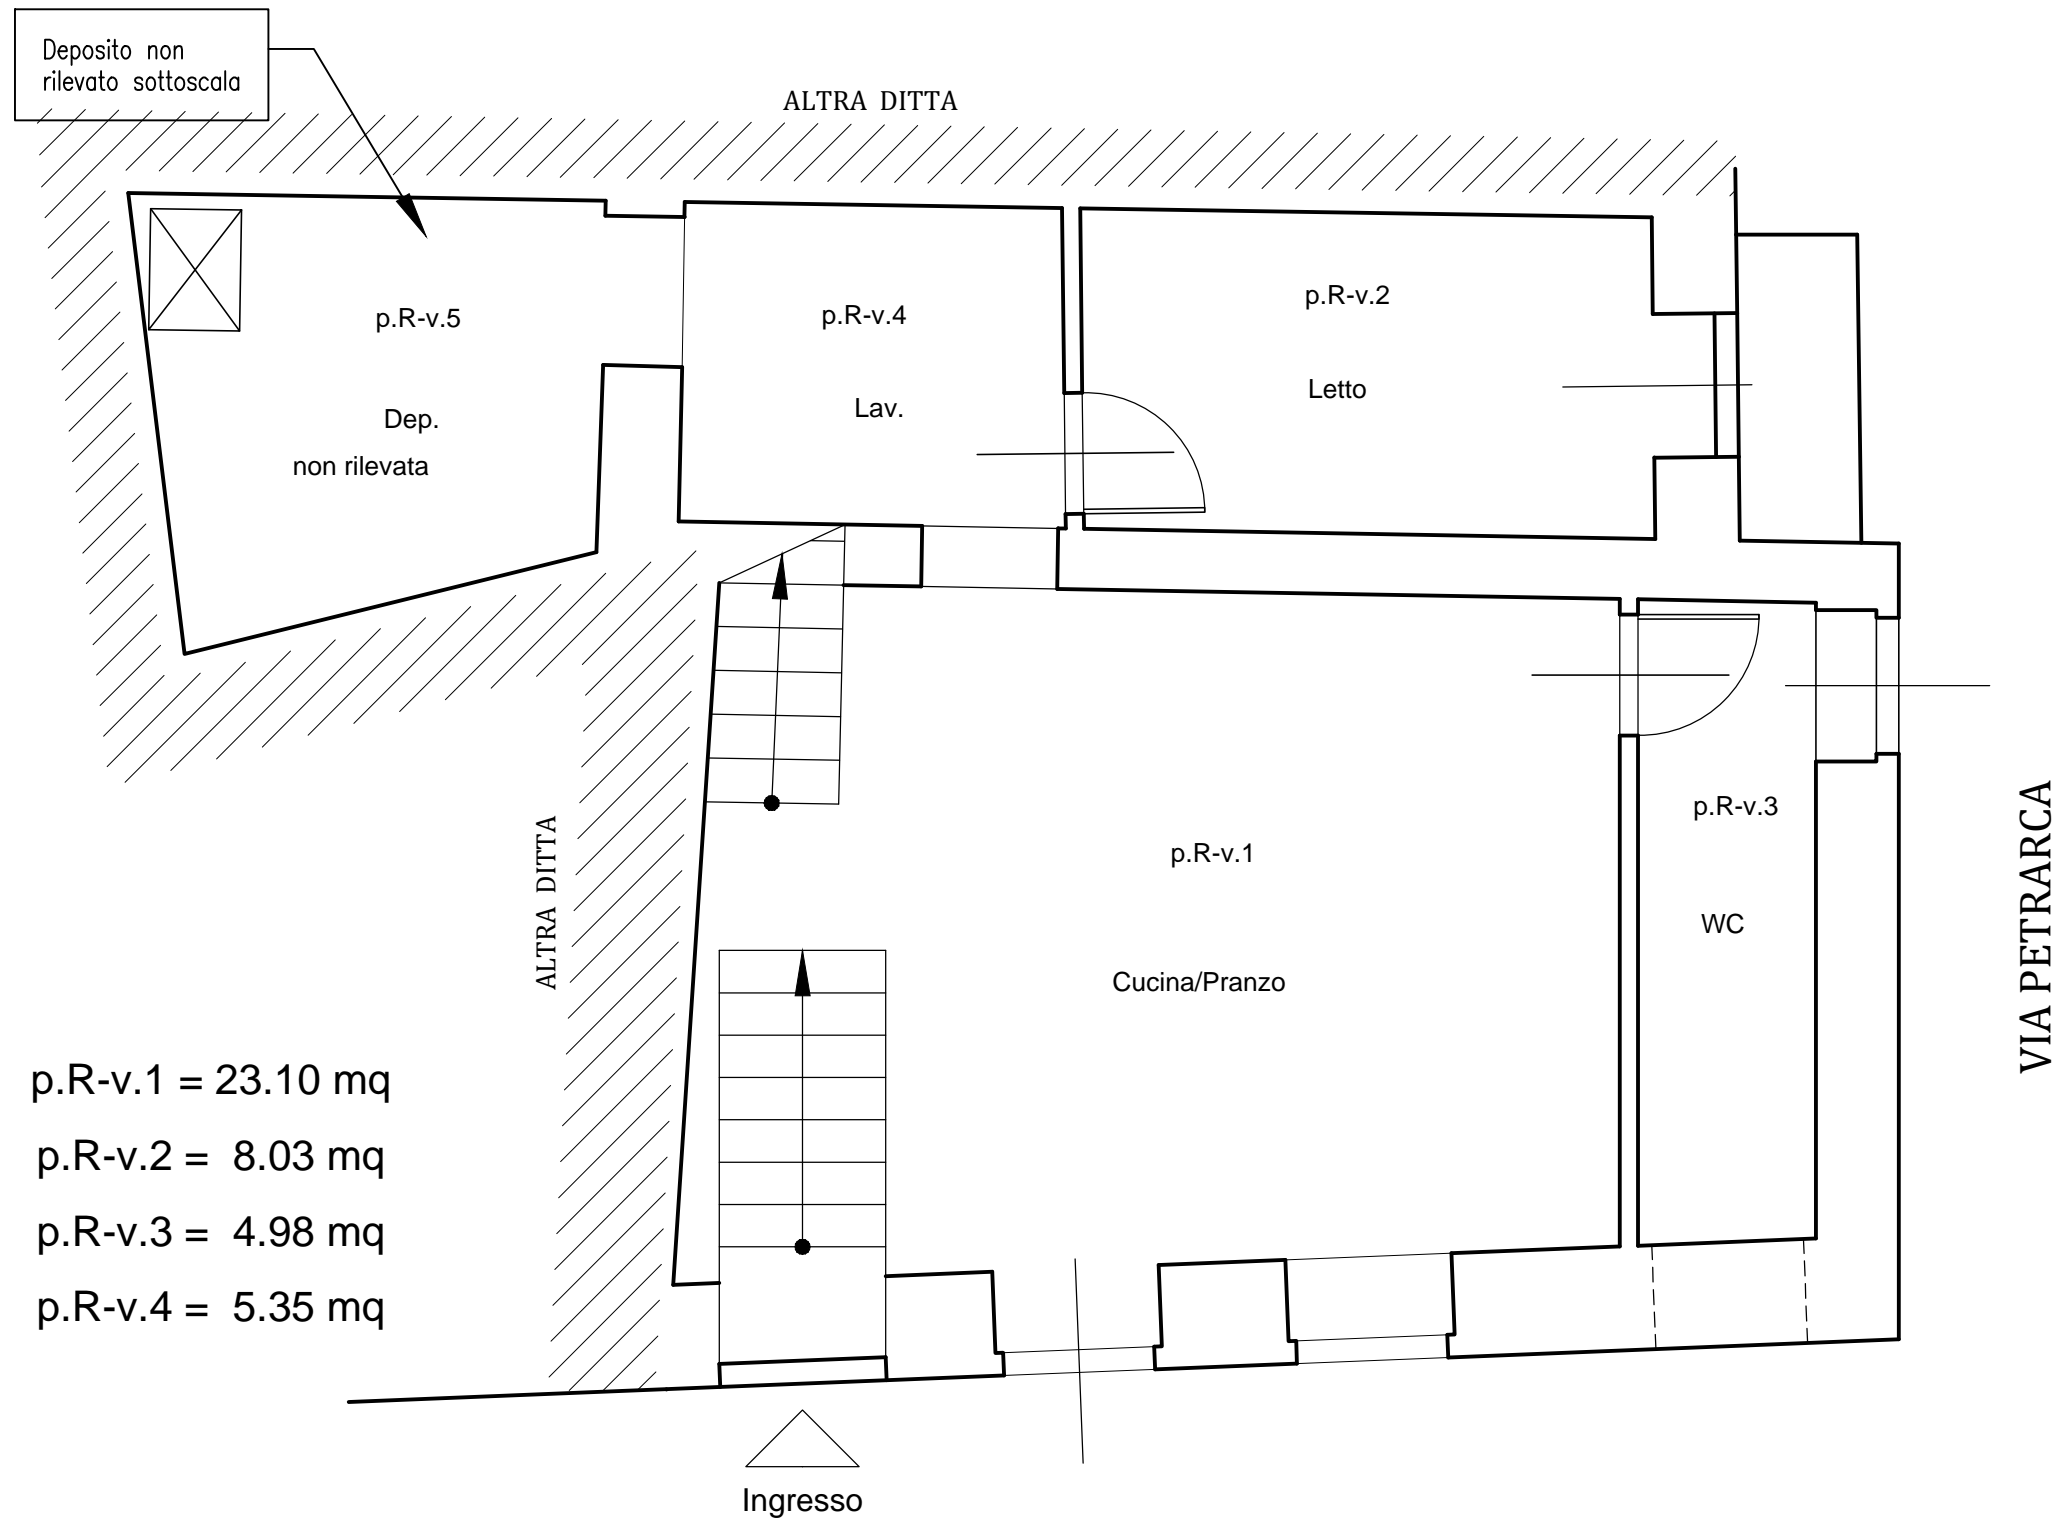 Deposito non
rilevato sottoscala
ALTRA DITTA
p.R-v.5
Dep.
non rilevata
p.R-v.4
Lav.
p.R-v.2
Letto
p.R-v.1
Cucina/Pranzo
p.R-v.3
WC
ALTRA DITTA
VIA PETRARCA
p.R-v.1 = 23.10 mq
p.R-v.2 = 8.03 mq
p.R-v.3 = 4.98 mq
p.R-v.4 = 5.35 mq
Ingresso